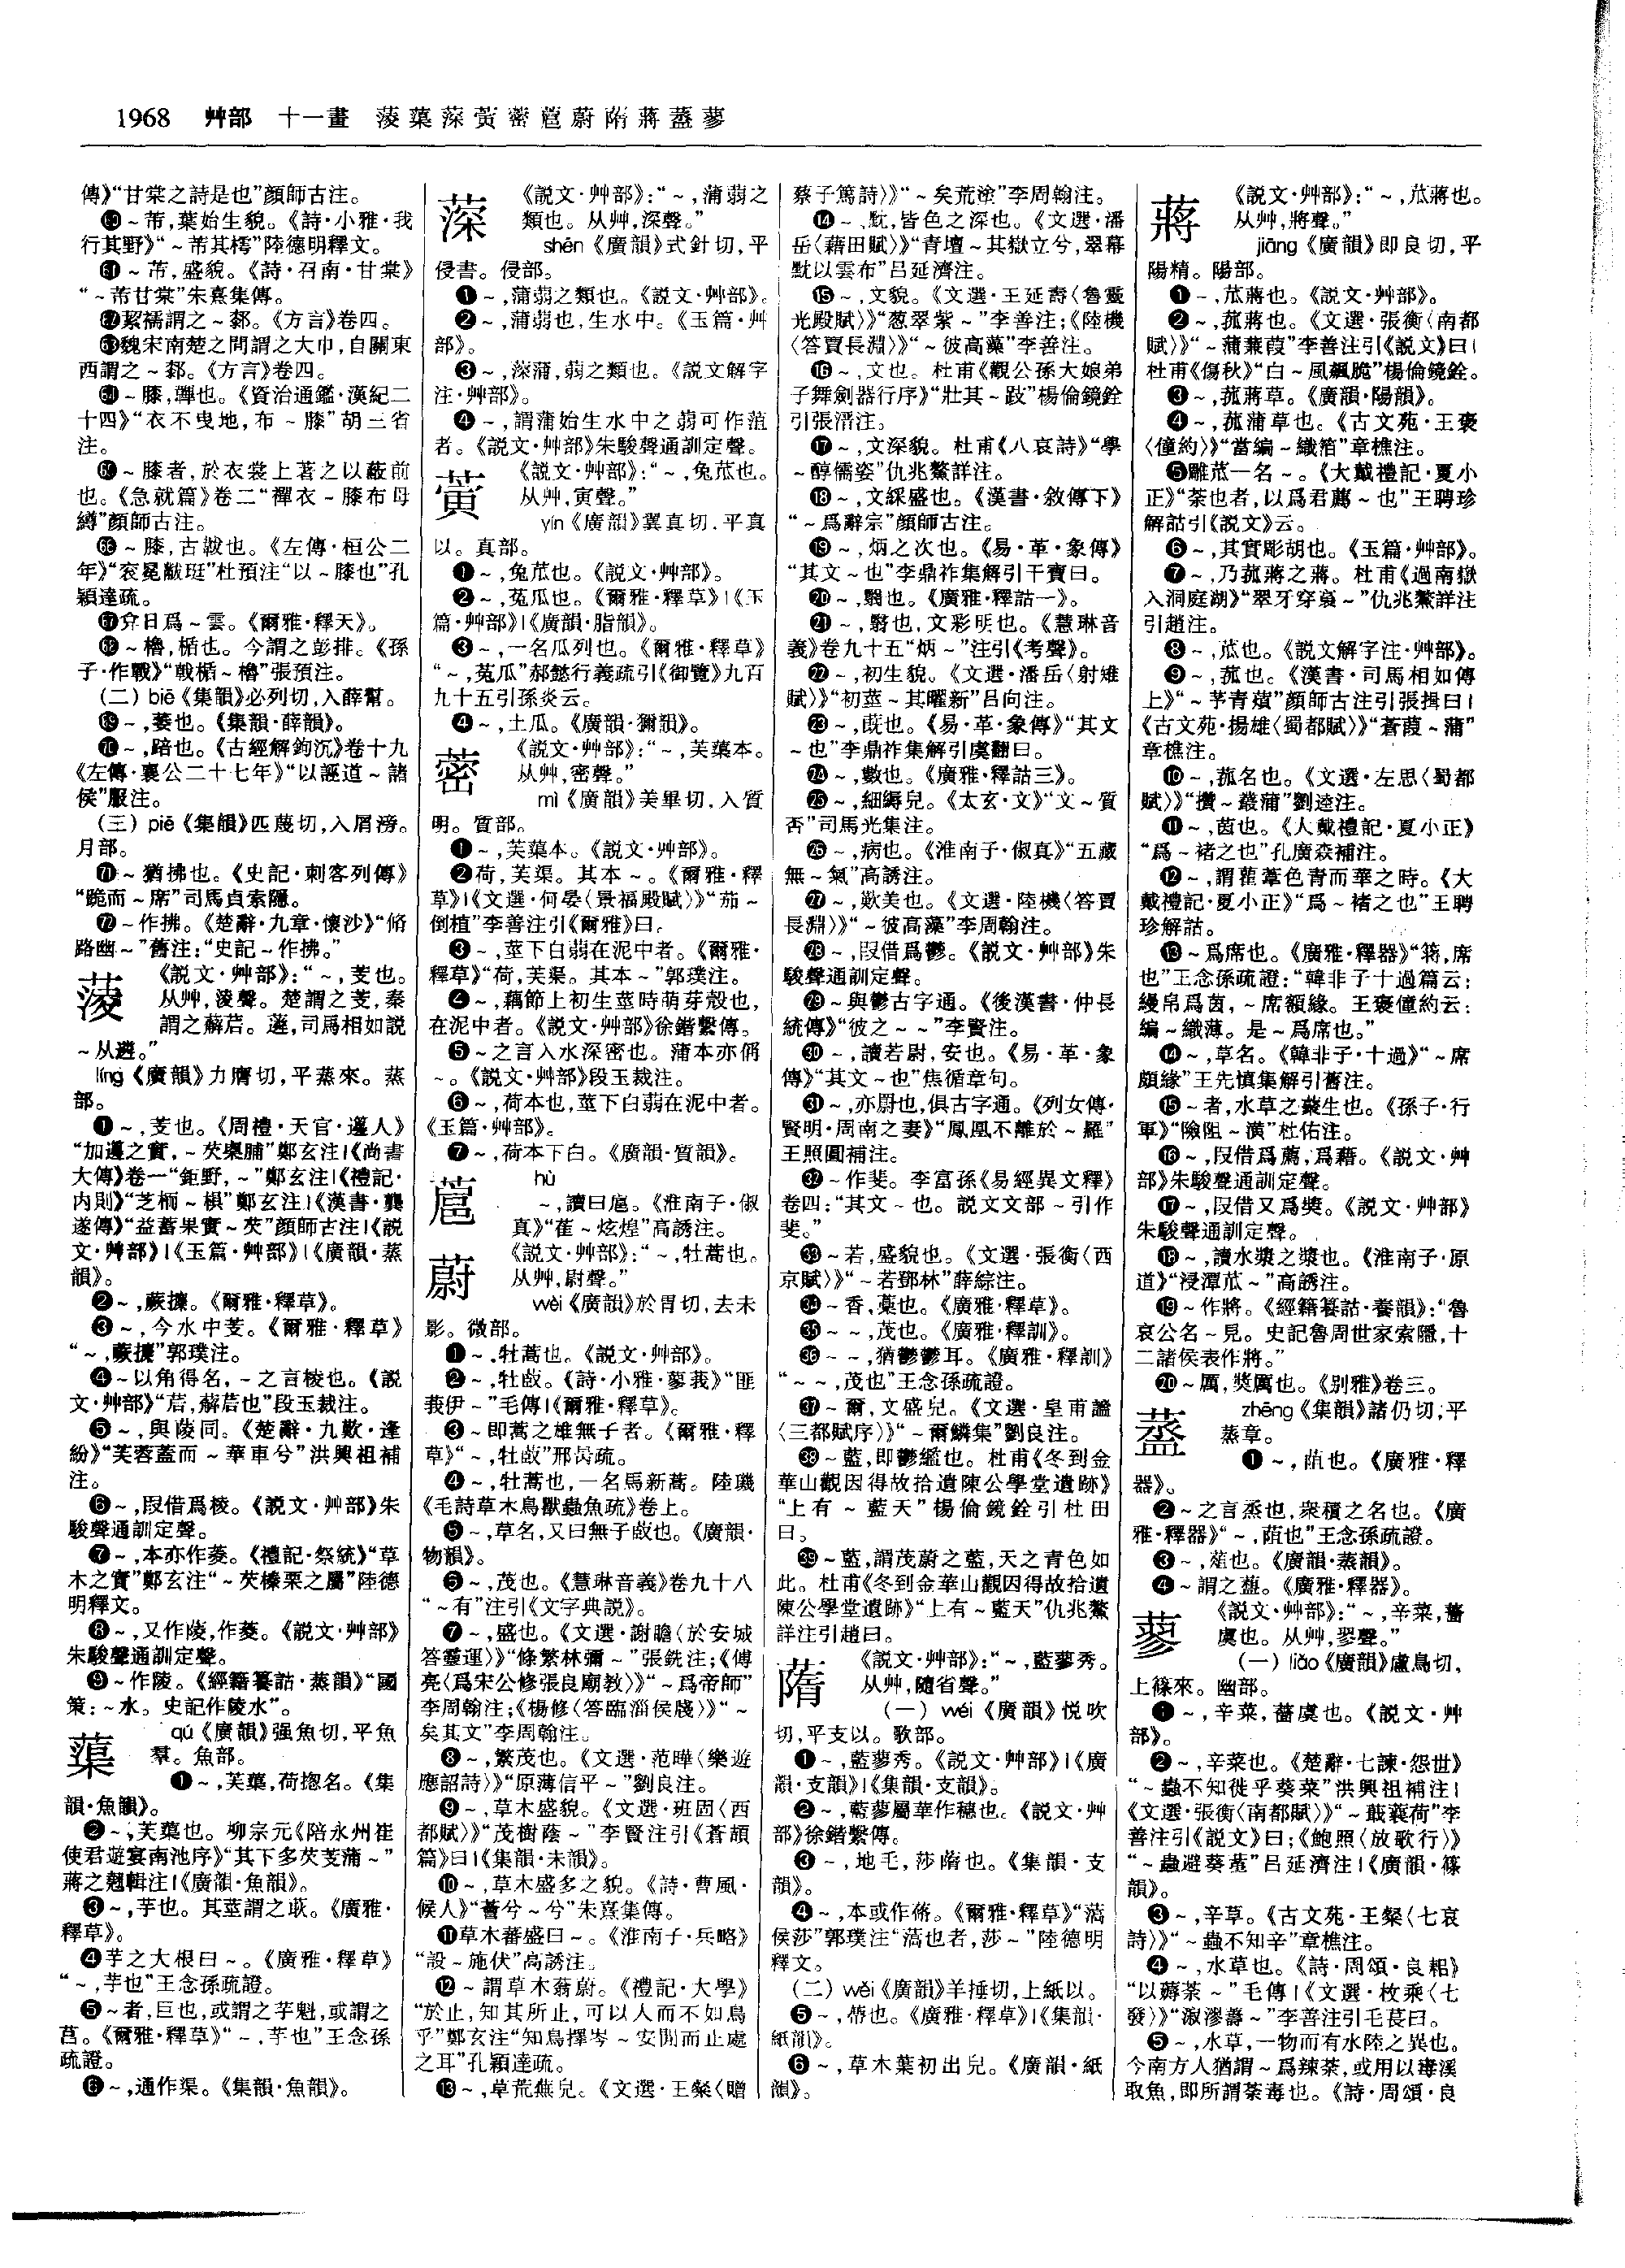 1968 艸部 十一畫 蔆蕖蒤黃蔤蔰蔚蓨蔣蒸蓼
傳》“甘棠之詩是也”顏師古注。
60～芾,葉始生貌。《詩·小雅·我
行其野》“～芾其樗”陸德明釋文。
61～芾,盛貌。《詩·召南·甘棠》
“～芾甘棠”朱熹集傳。
62絜襦謂之～䣛。《方言》卷四。
63魏宋南楚之間謂之大巾,自關東
西謂之～䣛。《方言》卷四。
64～膝,韠也。《資治通鑑·漢紀二
十四》“衣不曳地,布～膝”胡三省
注。
65～膝者,於衣裳上著之以蔽前
也。《急就篇》卷二“襌衣～膝布母
縛”顏師古注。
66～膝,古韍也。《左傳·桓公二
年》“衮冕黻珽”杜預注“以～膝也”孔
穎達疏。
67弇日爲～雲。《爾雅·釋天》。
68～櫓,楯也。今謂之彭排。《孫
子·作戰》“戟楯～櫓”張預注。
(二) biē《集韻》必列切,入薛幫。
69～,蔞也。《集韻·薛韻》。
70～,踣也。《古經解鉤沉》卷十九
《左傳·襄公二十七年》“以誣道～諸
侯”服注。
(三) piē《集韻》匹蔑切,入屑滂。
月部。
71～猶拂也。《史記·刺客列傳》
“跪而～席”司馬貞索隱。
72～作拂。《楚辭·九章·懷沙》“脩
路幽～”舊注:“史記～作拂。”
蔆 《説文·艸部》:“～,芰也。
从艸,淩聲。楚謂之芰,秦
謂之薢茩。蓤,司馬相如説
～从遴。”
líng《廣韻》力膺切,平蒸來。蒸
部。
❶～,芰也。《周禮·天官·籩人》
“加籩之實,～芡㮚脯”鄭玄注|《尚書
大傳》卷一“鉅野,～”鄭玄注|《禮記·
内則》“芝栭～椇”鄭玄注|《漢書·龔
遂傳》“益蓄果實～芡”顏師古注|《説
文·艸部》|《玉篇·艸部》|《廣韻·蒸
韻》。
❷～,蕨攗。《爾雅·釋草》。
❸～,今水中芰。《爾雅·釋草》
“～,蕨攗”郭璞注。
❹～以角得名,～之言棱也。《説
文·艸部》“茩,薢茩也”段玉裁注。
❺～,與蔆同。《楚辭·九歎·逢
紛》“芙蓉蓋而～華車兮”洪興祖補
注。
❻～,叚借爲棱。《説文·艸部》朱
駿聲通訓定聲。
❼～,本亦作菱。《禮記·祭統》“草
木之實”鄭玄注“～芡榛栗之屬”陸德
明釋文。
❽～,又作䔖,作菱。《説文·艸部》
朱駿聲通訓定聲。
❾～作陵。《經籍籑詁·蒸韻》“國
策:～水。史記作陵水”。
蕖 qú《廣韻》强魚切,平魚
羣。魚部。
❶～,芙蕖,荷揔名。《集
韻·魚韻》。
❷～,芙蕖也。柳宗元《陪永州崔
使君遊宴南池序》“其下多芡芰蒲～”
蔣之翹輯注|《廣韻·魚韻》。
❸～,芋也。其莖謂之䔇。《廣雅·
釋草》。
❹芋之大根曰～。《廣雅·釋草》
“～,芋也”王念孫疏證。
❺～者,巨也,或謂之芋魁,或謂之
莒。《爾雅·釋草》“～,芋也”王念孫
疏證。
❻～,通作渠。《集韻·魚韻》。
蒤 《説文·艸部》:“～,蒲蒻之
類也。从艸,深聲。”
shēn《廣韻》式針切,平
侵書。侵部。
❶～,蒲蒻之類也。《説文·艸部》。
❷～,蒲蒻也,生水中。《玉篇·艸
部》。
❸～,蒤蒲,蒻之類也。《説文解字
注·艸部》。
❹～,謂蒲始生水中之蒻可作菹
者。《説文·艸部》朱駿聲通訓定聲。
黃 《説文·艸部》:“～,兔苽也。
从艸,寅聲。”
yín《廣韻》翼真切,平真
以。真部。
❶～,兔苽也。《説文·艸部》。
❷～,菟瓜也。《爾雅·釋草》|《玉
篇·艸部》|《廣韻·脂韻》。
❸～,一名瓜列也。《爾雅·釋草》
“～,菟瓜”郝懿行義疏引《御覽》九百
九十五引孫炎云。
❹～,土瓜。《廣韻·獮韻》。
蔤 《説文·艸部》:“～,芙蕖本。
从艸,密聲。”
mì《廣韻》美畢切,入質
明。質部。
❶～,芙蕖本。《説文·艸部》。
❷荷,芙渠。其本～。《爾雅·釋
草》|《文選·何晏〈景福殿賦〉》“茄～
倒植”李善注引《爾雅》曰。
❸～,莖下白蒻在泥中者。《爾雅·
釋草》“荷,芙渠。其本～”郭璞注。
❹～,藕節上初生莖時萌芽殼也,
在泥中者。《説文·艸部》徐鍇繫傳。
❺～之言入水深密也。蒲本亦偁
～。《説文·艸部》段玉裁注。
❻～,荷本也,莖下白蒻在泥中者。
《玉篇·艸部》。
❼～,荷本下白。《廣韻·質韻》。
蔰 hù
～,讀曰扈。《淮南子·俶
真》“萑～炫煌”高誘注。
蔚 《説文·艸部》:“～,牡蒿也。
从艸,尉聲。”
wèi《廣韻》於胃切,去未
影。微部。
❶～,牡蒿也。《説文·艸部》。
❷～,牡菣。《詩·小雅·蓼莪》“匪
莪伊～”毛傳|《爾雅·釋草》。
❸～即蒿之雄無子者。《爾雅·釋
草》“～,牡菣”邢昺疏。
❹～,牡蒿也,一名馬新蒿。陸璣
《毛詩草木鳥獸蟲魚疏》卷上。
❺～,草名,又曰無子菣也。《廣韻·
物韻》。
❻～,茂也。《慧琳音義》卷九十八
“～有”注引《文字典説》。
❼～,盛也。《文選·謝瞻〈於安城
答靈運〉》“條繁林彌～”張銑注;《傅
亮〈爲宋公修張良廟教〉》“～爲帝師”
李周翰注;《楊修〈答臨淄侯牋〉》“～
矣其文”李周翰注。
❽～,繁茂也。《文選·范曄〈樂遊
應詔詩〉》“原薄信平～”劉良注。
❾～,草木盛貌。《文選·班固〈西
都賦〉》“茂樹蔭～”李賢注引《蒼頡
篇》曰|《集韻·未韻》。
❿～,草木盛多之貌。《詩·曹風·
候人》“薈兮～兮”朱熹集傳。
⓫草木蕃盛曰～。《淮南子·兵略》
“設～施伏”高誘注。
⓬～謂草木蓊蔚。《禮記·大學》
“於止,知其所止,可以人而不如鳥
乎”鄭玄注“知鳥擇岑～安閒而止處
之耳”孔穎達疏。
⓭～,草荒蕪皃。《文選·王粲〈贈
蔡子篤詩〉》“～矣荒塗”李周翰注。
⓮～、黕,皆色之深也。《文選·潘
岳〈藉田賦〉》“青壇～其嶽立兮,翠幕
黕以雲布”吕延濟注。
⓯～,文貌。《文選·王延壽〈魯靈
光殿賦〉》“葱翠紫～”李善注;《陸機
〈答賈長淵〉》“～彼高藻”李善注。
⓰～,文也。杜甫《觀公孫大娘弟
子舞劍器行序》“壯其～跂”楊倫鏡銓
引張溍注。
⓱～,文深貌。杜甫《八哀詩》“學
～醇儒姿”仇兆鰲詳注。
⓲～,文綵盛也。《漢書·敘傳下》
“～爲辭宗”顏師古注。
⓳～,炳之次也。《易·革·象傳》
“其文～也”李鼎祚集解引干寶曰。
⓴～,翳也。《廣雅·釋詁一》。
21～,翳也,文彩明也。《慧琳音
義》卷九十五“炳～”注引《考聲》。
22～,初生貌。《文選·潘岳〈射雉
賦〉》“初莖～其曜新”吕向注。
23～,蔇也。《易·革·象傳》“其文
～也”李鼎祚集解引虞翻曰。
24～,數也。《廣雅·釋詁三》。
25～,細縟皃。《太玄·文》“文～質
否”司馬光集注。
26～,病也。《淮南子·俶真》“五藏
無～氣”高誘注。
27～,歎美也。《文選·陸機〈答賈
長淵〉》“～彼高藻”李周翰注。
28～,叚借爲鬱。《説文·艸部》朱
駿聲通訓定聲。
29～與鬱古字通。《後漢書·仲長
統傳》“彼之～～”李賢注。
30～,讀若尉,安也。《易·革·象
傳》“其文～也”焦循章句。
31～,亦罻也,俱古字通。《列女傳·
賢明·周南之妻》“鳳凰不離於～羅”
王照圓補注。
32～作斐。李富孫《易經異文釋》
卷四:“其文～也。説文文部～引作
斐。”
33～若,盛貌也。《文選·張衡〈西
京賦〉》“～若鄧林”薛綜注。
34～香,藁也。《廣雅·釋草》。
35～～,茂也。《廣雅·釋訓》。
36～～,猶鬱鬱耳。《廣雅·釋訓》
“～～,茂也”王念孫疏證。
37～爾,文盛皃。《文選·皇甫謐
〈三都賦序〉》“～爾鱗集”劉良注。
38～藍,即鬱縕也。杜甫《冬到金
華山觀因得故拾遺陳公學堂遺跡》
“上有～藍天”楊倫鏡銓引杜田
曰。
39～藍,謂茂蔚之藍,天之青色如
此。杜甫《冬到金華山觀因得故拾遺
陳公學堂遺跡》“上有～藍天”仇兆鰲
詳注引趙曰。
蓨 《説文·艸部》:“～,藍蓼秀。
从艸,隨省聲。”
(一) wéi《廣韻》悦吹
切,平支以。歌部。
❶～,藍蓼秀。《説文·艸部》|《廣
韻·支韻》|《集韻·支韻》。
❷～,藍蓼屬華作穗也。《説文·艸
部》徐鍇繫傳。
❸～,地毛,莎蓨也。《集韻·支
韻》。
❹～,本或作蓨。《爾雅·釋草》“薃
侯莎”郭璞注“薃也者,莎～”陸德明
釋文。
(二) wěi《廣韻》羊捶切,上紙以。
❺～,蔕也。《廣雅·釋草》|《集韻·
紙韻》。
❻～,草木葉初出皃。《廣韻·紙
韻》。
蔣 《説文·艸部》:“～,苽蔣也。
从艸,將聲。”
jiāng《廣韻》即良切,平
陽精。陽部。
❶～,苽蔣也。《説文·艸部》。
❷～,菰蔣也。《文選·張衡〈南都
賦〉》“～蒲蒹葭”李善注引《説文》曰|
杜甫《傷秋》“白～風飆脆”楊倫鏡銓。
❸～,菰蔣草。《廣韻·陽韻》。
❹～,菰蒲草也。《古文苑·王褒
〈僮約〉》“當編～織箔”章樵注。
❺雕菰一名～。《大戴禮記·夏小
正》“荼也者,以爲君薦～也”王聘珍
解詁引《説文》云。
❻～,其實彫胡也。《玉篇·艸部》。
❼～,乃菰蔣之蔣。杜甫《過南嶽
入洞庭湖》“翠牙穿裛～”仇兆鰲詳注
引趙注。
❽～,苽也。《説文解字注·艸部》。
❾～,菰也。《漢書·司馬相如傳
上》“～芧青薠”顏師古注引張揖曰|
《古文苑·揚雄〈蜀都賦〉》“蒼葭～蒲”
章樵注。
❿～,菰名也。《文選·左思〈蜀都
賦〉》“攢～叢蒲”劉逵注。
⓫～,茵也。《大戴禮記·夏小正》
“爲～褚之也”孔廣森補注。
⓬～,謂萑葦色青而華之時。《大
戴禮記·夏小正》“爲～褚之也”王聘
珍解詁。
⓭～爲席也。《廣雅·釋器》“蔣,席
也”王念孫疏證:“韓非子十過篇云:
縵帛爲茵,～席額緣。王褒僮約云:
編～織薄。是～爲席也。”
⓮～,草名。《韓非子·十過》“～席
頗緣”王先慎集解引舊注。
⓯～者,水草之叢生也。《孫子·行
軍》“險阻～潢”杜佑注。
⓰～,叚借爲薦,爲藉。《説文·艸
部》朱駿聲通訓定聲。
⓱～,叚借又爲奬。《説文·艸部》
朱駿聲通訓定聲。
⓲～,讀水漿之漿也。《淮南子·原
道》“浸潭苽～”高誘注。
⓳～作將。《經籍籑詁·養韻》:“魯
哀公名～見。史記魯周世家索隱,十
二諸侯表作將。”
⓴～厲,奬厲也。《别雅》卷三。
zhēng《集韻》諸仍切,平
蒸章。
❶～,菹也。《廣雅·釋
器》。
❷～之言烝也,衆積之名也。《廣
雅·釋器》“～,菹也”王念孫疏證。
❸～,菹也。《廣韻·蒸韻》。
❹～謂之蘁。《廣雅·釋器》。
蓼 《説文·艸部》:“～,辛菜,薔
虞也。从艸,翏聲。”
(一) liǎo《廣韻》盧鳥切,
上篠來。幽部。
❶～,辛菜,薔虞也。《説文·艸
部》。
❷～,辛菜也。《楚辭·七諫·怨世》
“～蟲不知徙乎葵菜”洪興祖補注|
《文選·張衡〈南都賦〉》“～蕺蘘荷”李
善注引《説文》曰;《鮑照〈放歌行〉》
“～蟲避葵堇”吕延濟注|《廣韻·篠
韻》。
❸～,辛草。《古文苑·王粲〈七哀
詩〉》“～蟲不知辛”章樵注。
❹～,水草也。《詩·周頌·良耜》
“以薅荼～”毛傳|《文選·枚乘〈七
發〉》“漃漻薵～”李善注引毛萇曰。
❺～,水草,一物而有水陸之異也。
今南方人猶謂～爲辣荼,或用以毒溪
取魚,即所謂荼毒也。《詩·周頌·良